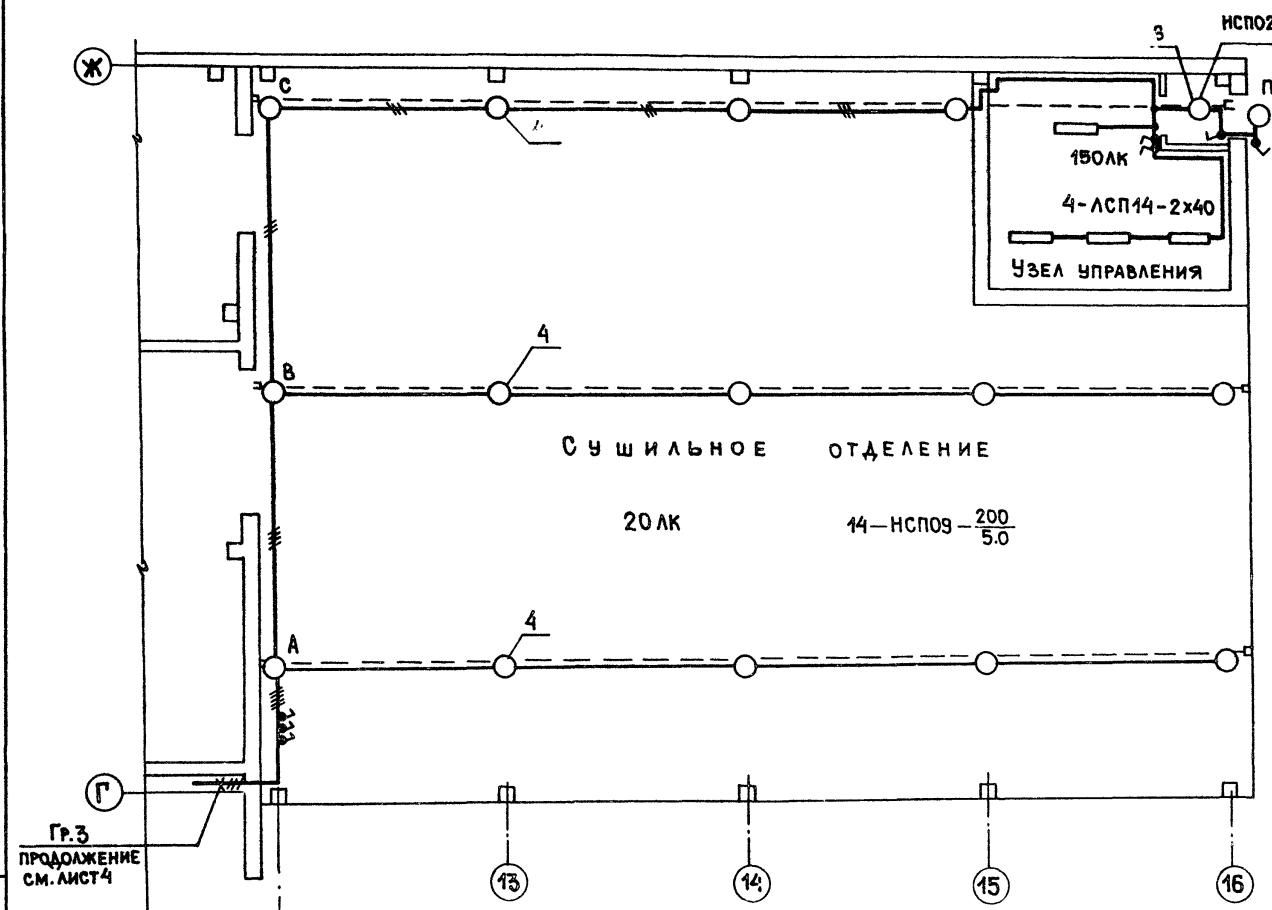 НСП02
3
Ж
С
П
150ЛК
4-ЛСП14-2х40
УЗЕЛ УПРАВЛЕНИЯ
4
В
СУШИЛЬНОЕ ОТДЕЛЕНИЕ
20ЛК
14-НСП09-200/5.0
4
А
Г
Гр.3
ПРОДОЛЖЕНИЕ
СМ. ЛИСТ4
13
14
15
16